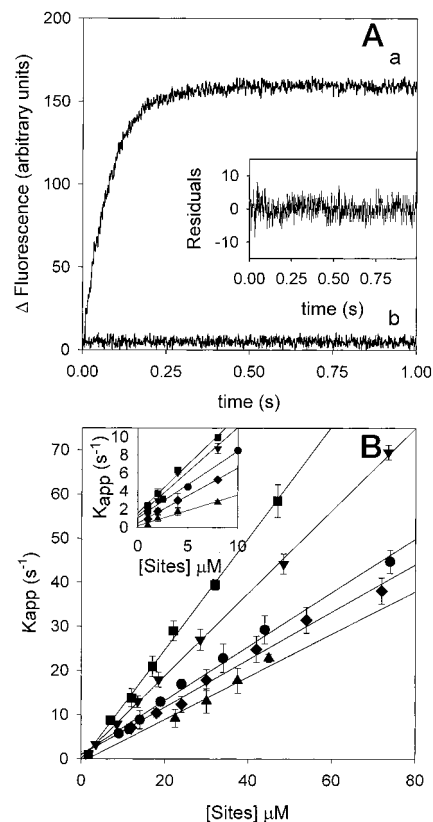 A
a
Δ Fluorescence (arbitrary units)
200
150
100
50
0
Residuals
10
0
-10
0.00 0.25 0.50 0.75
time (s)
b
0.00 0.25 0.50 0.75 1.00
time (s)
B
Kapp (s-1)
70
60
50
40
30
20
10
0
Kapp (s-1)
10
8
6
4
2
0
0 5 10
[Sites] μM
0 20 40 60 80
[Sites] μM